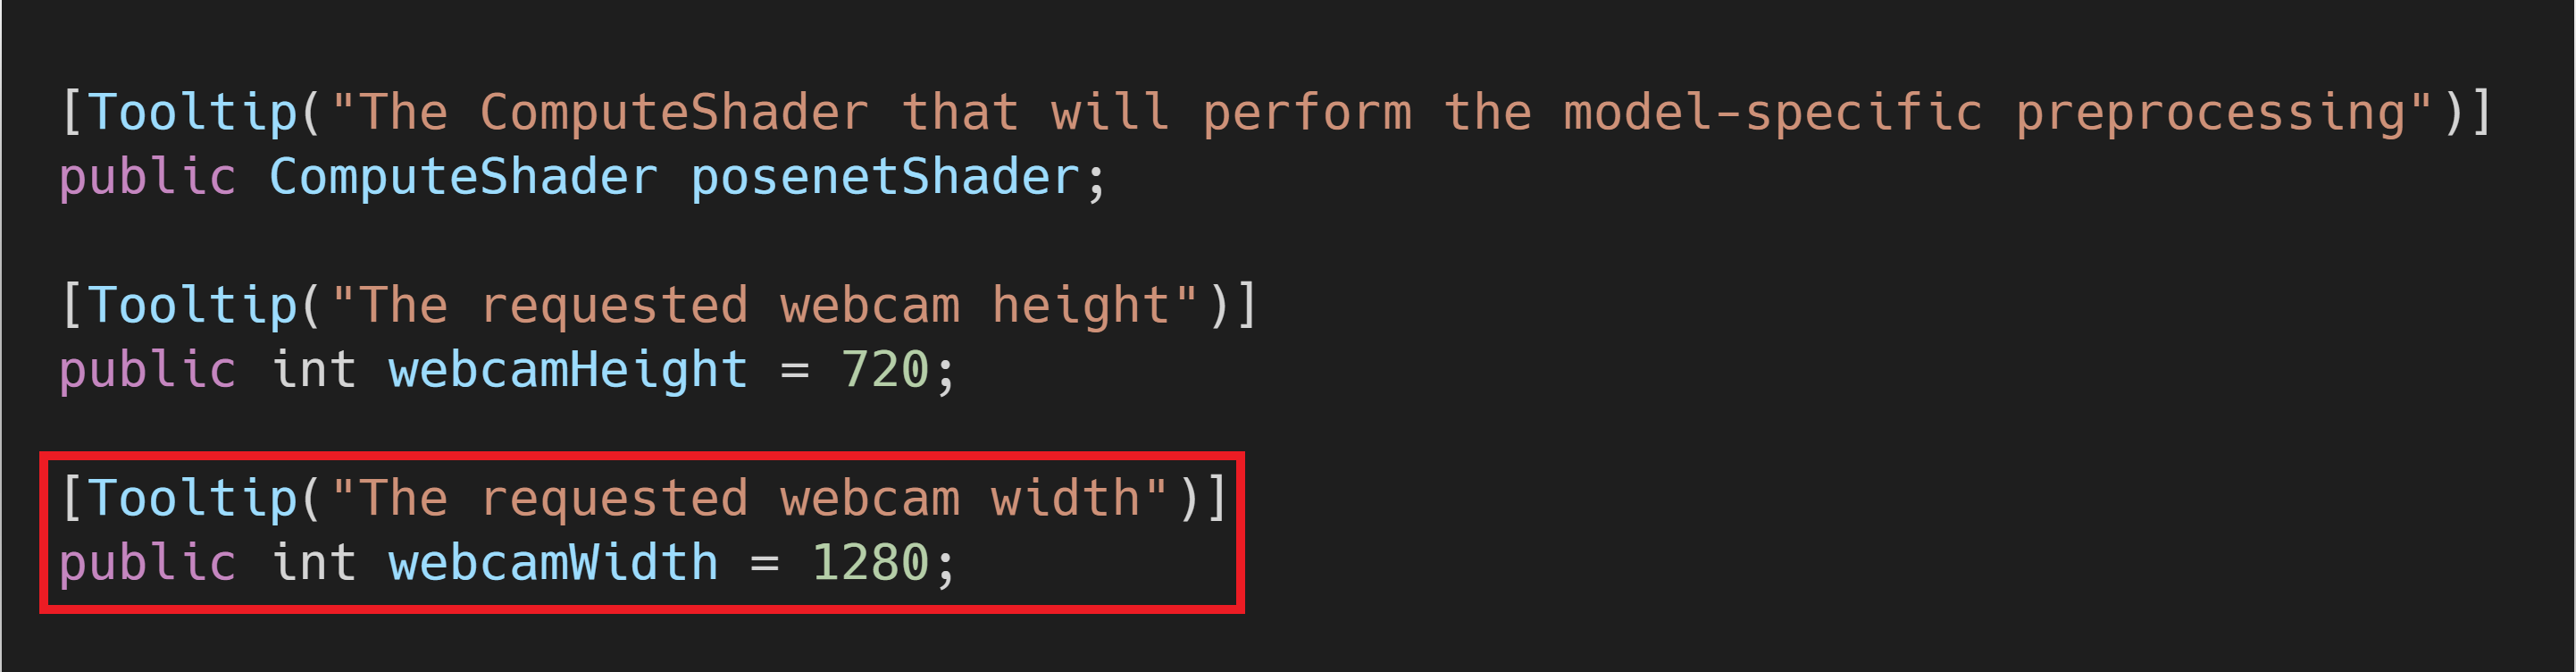 [Tooltip("The ComputeShader that will perform the model-specific preprocessing")]
public ComputeShader posenetShader;
[Tooltip("The requested webcam height")]
public int webcamHeight = 720;
[Tooltip("The requested webcam width")]
public int webcamWidth = 1280;